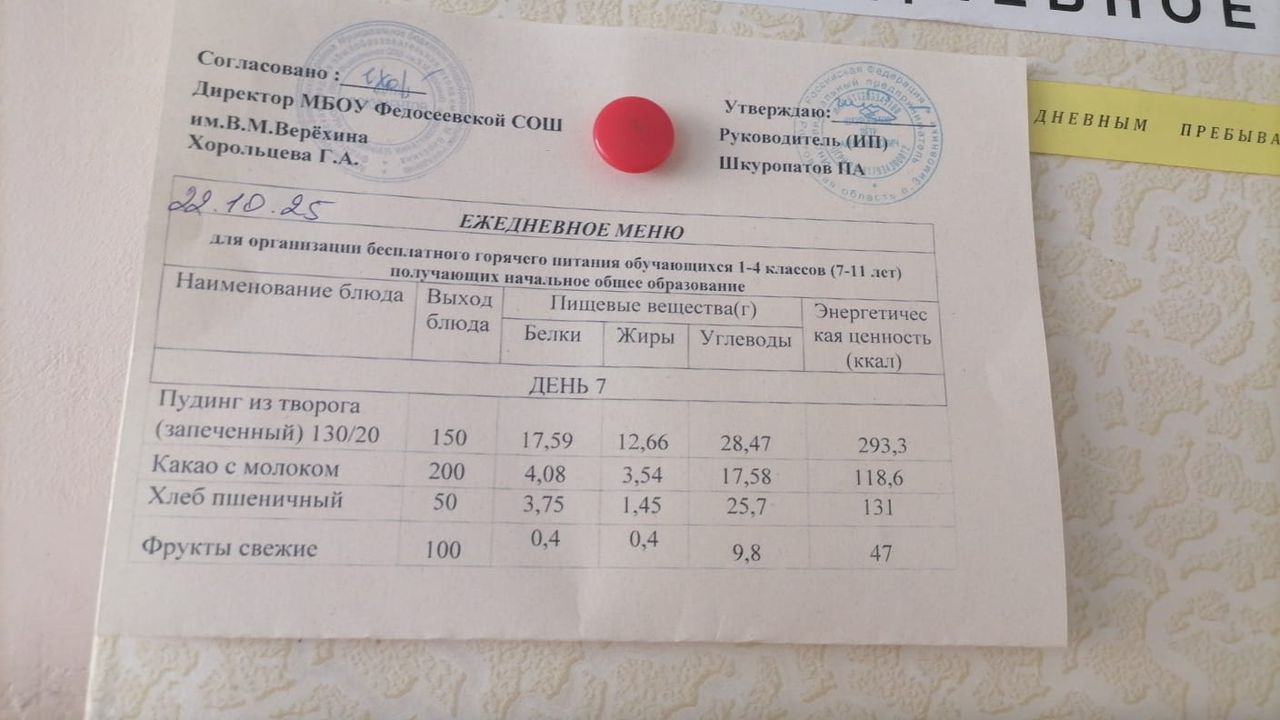 ЕВНОЕ
ДНЕВНЫМ ПРЕБЫВА
Согласовано :
Директор МБОУ Федосеевской СОШ
им.В.М.Верёхина
Хорольцева Г.А.
Утверждаю:
Руководитель (ИП)
Шкуропатов ПА
Российская Федерация
22.10.25
ЕЖЕДНЕВНОЕ МЕНЮ
для организации бесплатного горячего питания обучающихся 1-4 классов (7-11 лет)
получающих начальное общее образование
Наименование блюда Выход блюда Пищевые вещества(г) Энергетичес кая ценность (ккал)
Белки Жиры Углеводы
ДЕНЬ 7
Пудинг из творога
(запеченный) 130/20 150 17,59 12,66 28,47 293,3
Какао с молоком 200 4,08 3,54 17,58 118,6
Хлеб пшеничный 50 3,75 1,45 25,7 131
Фрукты свежие 100 0,4 0,4 9,8 47